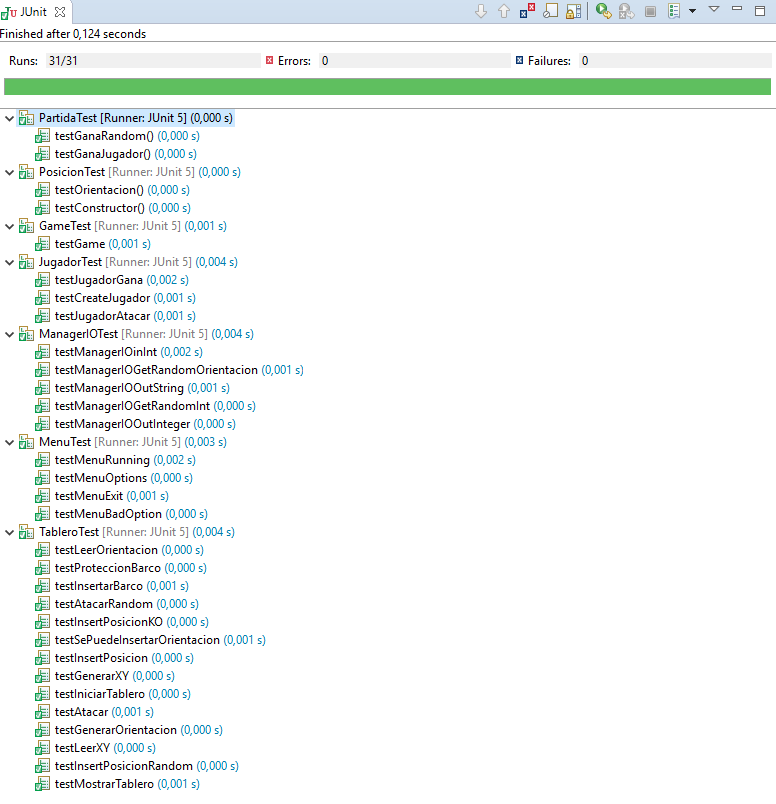 JUnit
Finished after 0,124 seconds
Runs: 31/31 Errors: 0 Failures: 0
PartidaTest [Runner: JUnit 5] (0,000 s)
testGanaRandom() (0,000 s)
testGanaJugador() (0,000 s)
PosicionTest [Runner: JUnit 5] (0,000 s)
testOrientacion() (0,000 s)
testConstructor() (0,000 s)
GameTest [Runner: JUnit 5] (0,001 s)
testGame (0,001 s)
JugadorTest [Runner: JUnit 5] (0,004 s)
testJugadorGana (0,002 s)
testCreateJugador (0,001 s)
testJugadorAtacar (0,001 s)
ManagerIOTest [Runner: JUnit 5] (0,004 s)
testManagerIOinInt (0,002 s)
testManagerIOGetRandomOrientacion (0,001 s)
testManagerIOOutString (0,001 s)
testManagerIOGetRandomInt (0,000 s)
testManagerIOOutInteger (0,000 s)
MenuTest [Runner: JUnit 5] (0,003 s)
testMenuRunning (0,002 s)
testMenuOptions (0,000 s)
testMenuExit (0,001 s)
testMenuBadOption (0,000 s)
TableroTest [Runner: JUnit 5] (0,004 s)
testLeerOrientacion (0,000 s)
testProteccionBarco (0,000 s)
testInsertarBarco (0,001 s)
testAtacarRandom (0,000 s)
testInsertPosicionKO (0,000 s)
testSePuedeInsertarOrientacion (0,001 s)
testInsertPosicion (0,000 s)
testGenerarXY (0,000 s)
testIniciarTablero (0,000 s)
testAtacar (0,001 s)
testGenerarOrientacion (0,000 s)
testLeerXY (0,000 s)
testInsertPosicionRandom (0,000 s)
testMostrarTablero (0,001 s)